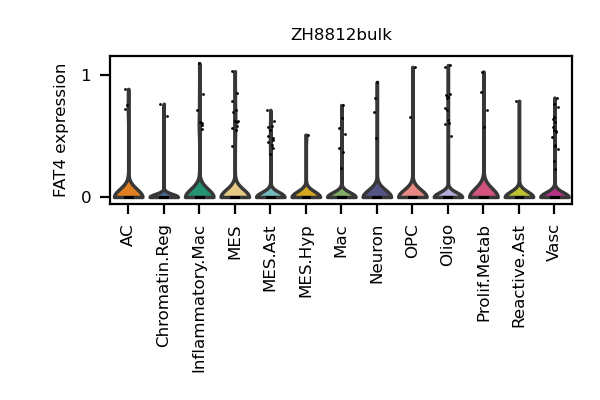 ZH8812bulk
FAT4 expression
1
0
AC
Chromatin.Reg
Inflammatory.Mac
MES
MES.Ast
MES.Hyp
Mac
Neuron
OPC
Oligo
Prolif.Metab
Reactive.Ast
Vasc